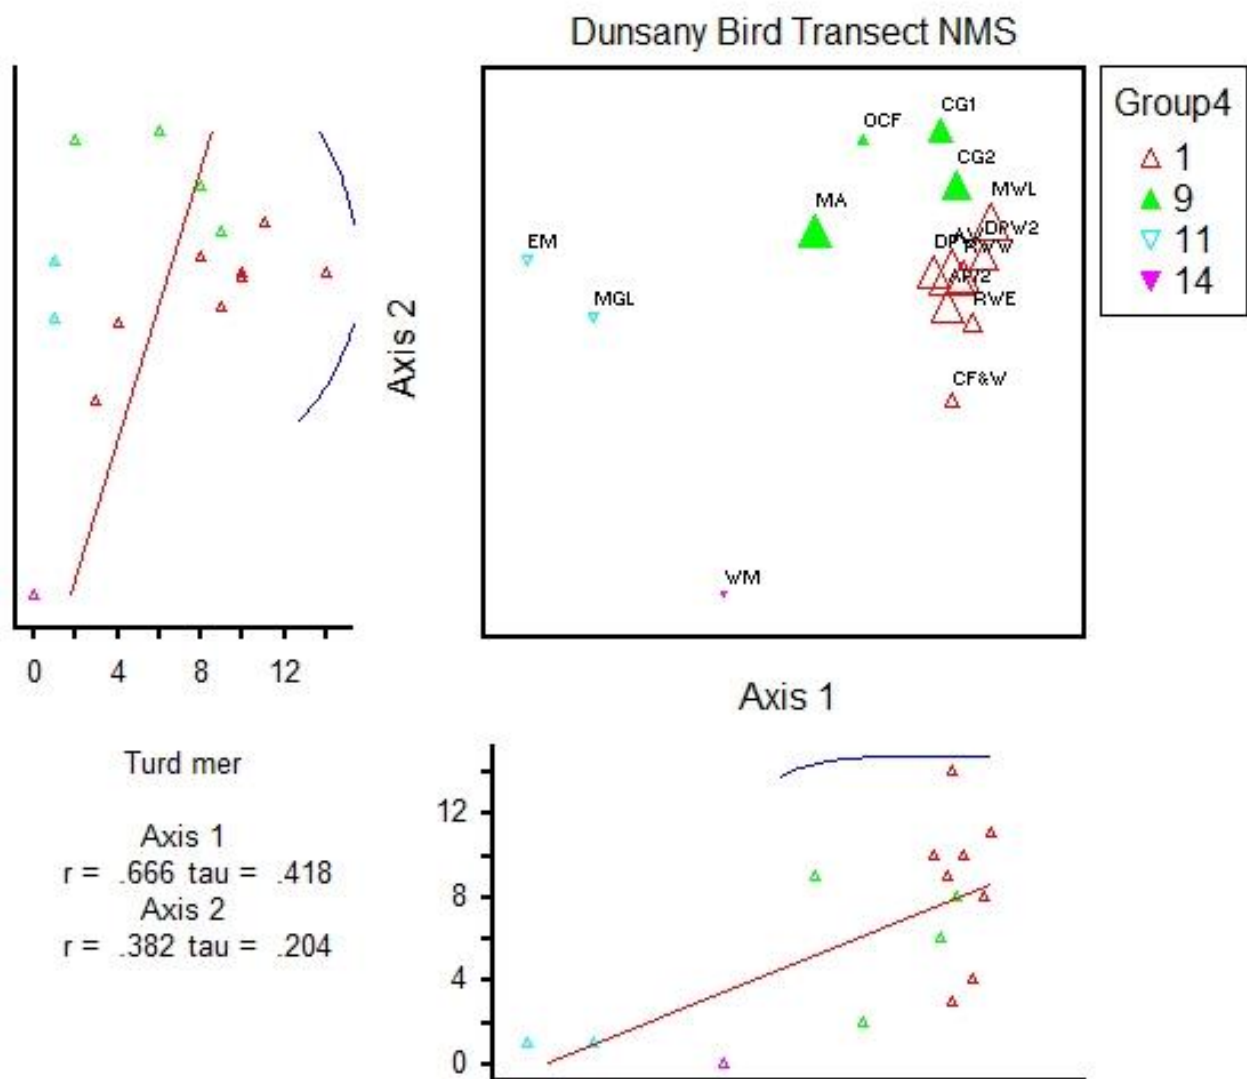 Dunsany Bird Transect NMS
Group4
1
9
11
14
OCF
CG1
CG2
MA
MWL
DPW2
EM
MGL
RWE
CF&W
WM
Axis 2
Axis 1
0 4 8 12
Turd mer
Axis 1
r = .666 tau = .418
Axis 2
r = .382 tau = .204
12
8
4
0